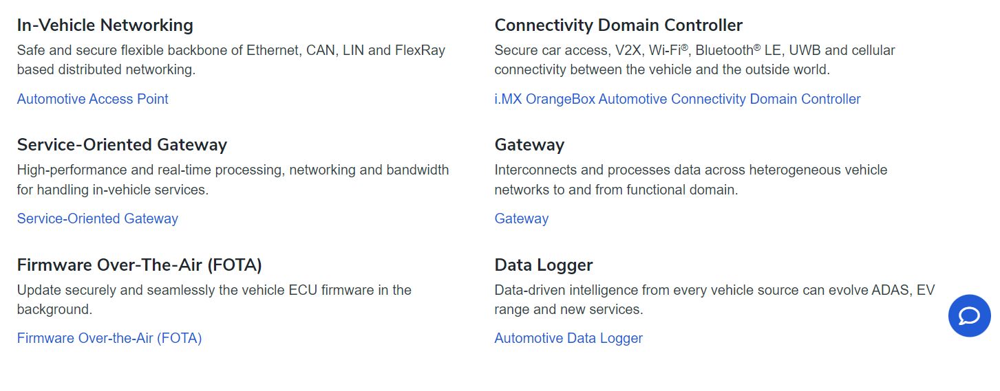 In-Vehicle Networking
Safe and secure flexible backbone of Ethernet, CAN, LIN and FlexRay
based distributed networking.
Automotive Access Point
Connectivity Domain Controller
Secure car access, V2X, Wi-Fi®, Bluetooth® LE, UWB and cellular
connectivity between the vehicle and the outside world.
i.MX OrangeBox Automotive Connectivity Domain Controller
Service-Oriented Gateway
High-performance and real-time processing, networking and bandwidth
for handling in-vehicle services.
Service-Oriented Gateway
Gateway
Interconnects and processes data across heterogeneous vehicle
networks to and from functional domain.
Gateway
Firmware Over-The-Air (FOTA)
Update securely and seamlessly the vehicle ECU firmware in the
background.
Firmware Over-the-Air (FOTA)
Data Logger
Data-driven intelligence from every vehicle source can evolve ADAS, EV
range and new services.
Automotive Data Logger